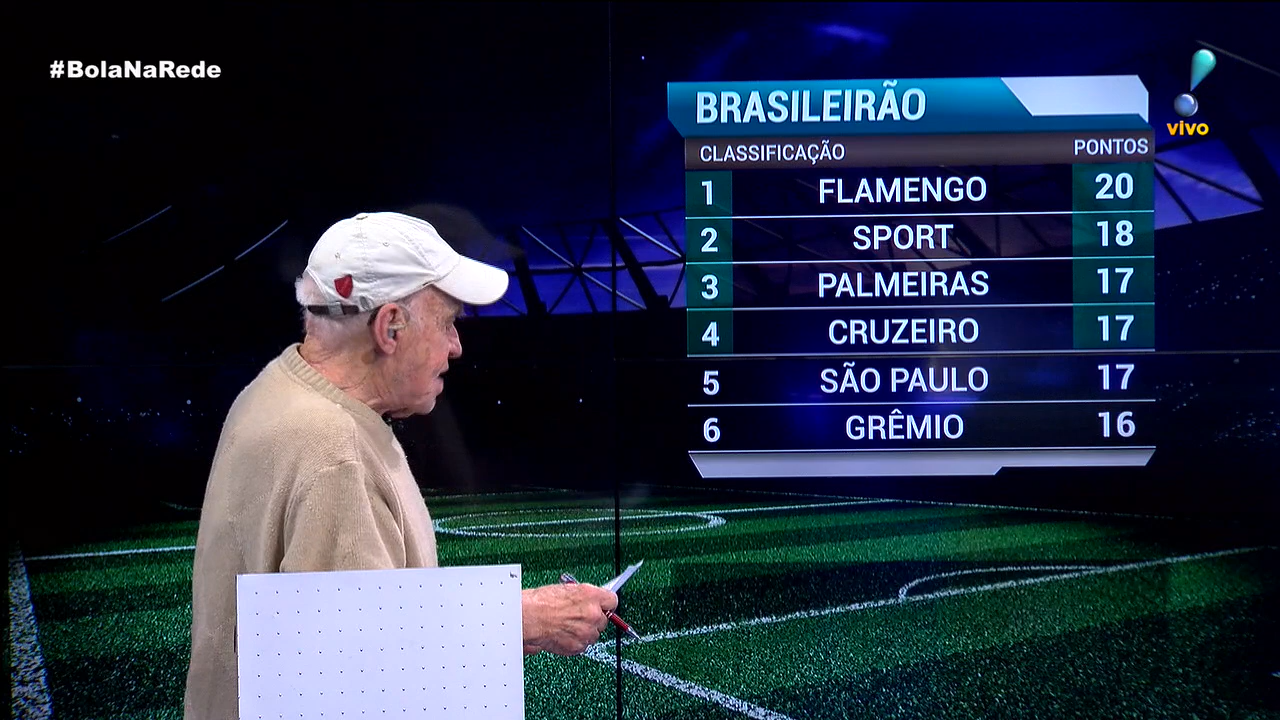 #BolaNaRede
vivo
BRASILEIRÃO
CLASSIFICAÇÃO PONTOS
1 FLAMENGO 20
2 SPORT 18
3 PALMEIRAS 17
4 CRUZEIRO 17
5 SÃO PAULO 17
6 GRÊMIO 16